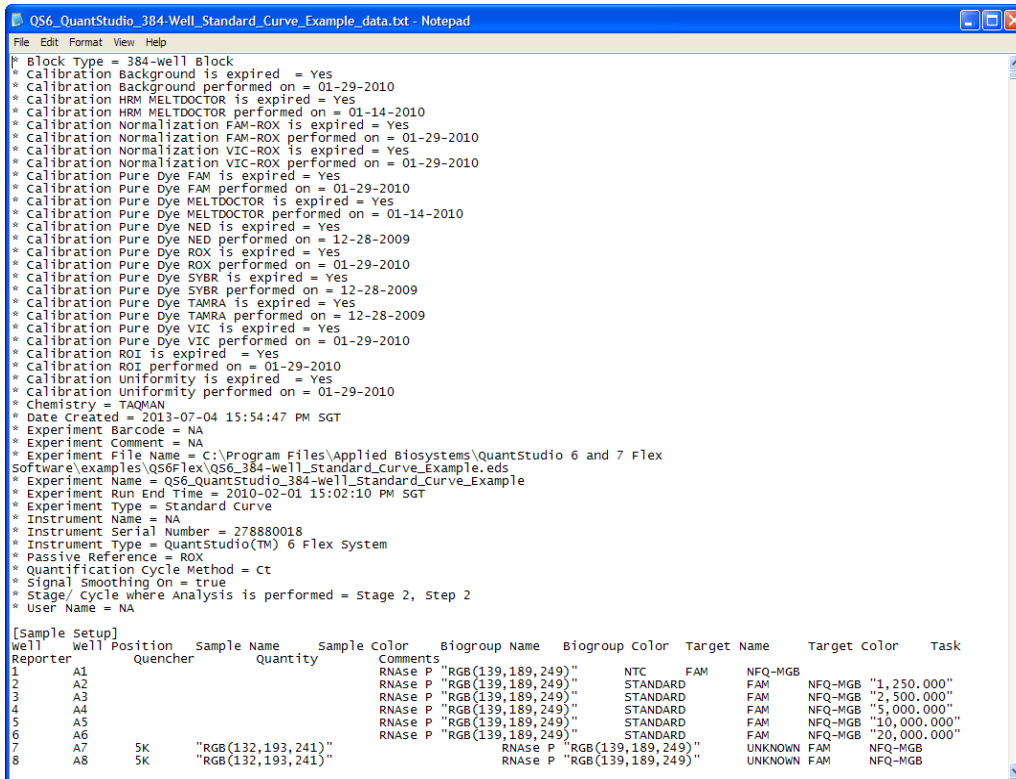 QS6_QuantStudio_384-Well_Standard_Curve_Example_data.txt - Notepad
File Edit Format View Help
* Block Type = 384-Well Block
* Calibration Background is expired  = Yes
* Calibration Background performed on = 01-29-2010
* Calibration HRM MELTDOCTOR is expired = Yes
* Calibration HRM MELTDOCTOR performed on = 01-14-2010
* Calibration Normalization FAM-ROX is expired = Yes
* Calibration Normalization FAM-ROX performed on = 01-29-2010
* Calibration Normalization VIC-ROX is expired = Yes
* Calibration Normalization VIC-ROX performed on = 01-29-2010
* Calibration Pure Dye FAM is expired = Yes
* Calibration Pure Dye FAM performed on = 01-29-2010
* Calibration Pure Dye MELTDOCTOR is expired = Yes
* Calibration Pure Dye MELTDOCTOR performed on = 01-14-2010
* Calibration Pure Dye NED is expired = Yes
* Calibration Pure Dye NED performed on = 12-28-2009
* Calibration Pure Dye ROX is expired = Yes
* Calibration Pure Dye ROX performed on = 01-29-2010
* Calibration Pure Dye SYBR is expired = Yes
* Calibration Pure Dye SYBR performed on = 12-28-2009
* Calibration Pure Dye TAMRA is expired = Yes
* Calibration Pure Dye TAMRA performed on = 12-28-2009
* Calibration Pure Dye VIC is expired = Yes
* Calibration Pure Dye VIC performed on = 01-29-2010
* Calibration ROI is expired  = Yes
* Calibration ROI performed on = 01-29-2010
* Calibration Uniformity is expired  = Yes
* Calibration Uniformity performed on = 01-29-2010
* Chemistry = TAQMAN
* Date Created = 2013-07-04 15:54:47 PM SGT
* Experiment Barcode = NA
* Experiment Comment = NA
* Experiment File Name = C:\Program Files\Applied Biosystems\QuantStudio 6 and 7 Flex
Software\examples\QS6Flex\QS6_384-Well_Standard_Curve_Example.eds
* Experiment Name = QS6_QuantStudio_384-Well_Standard_Curve_Example
* Experiment Run End Time = 2010-02-01 15:02:10 PM SGT
* Experiment Type = Standard Curve
* Instrument Name = NA
* Instrument Serial Number = 278880018
* Instrument Type = QuantStudio(TM) 6 Flex System
* Passive Reference = ROX
* Quantification Cycle Method = Ct
* Signal Smoothing On = true
* Stage/ Cycle where Analysis is performed = Stage 2, Step 2
* User Name = NA
[Sample Setup]
Well Well Position Sample Name Sample Color Biogroup Name Biogroup Color Target Name Target Color Task
Reporter Quencher Quantity Comments
1 A1 RNAse P "RGB(139,189,249)" NTC FAM NFQ-MGB
2 A2 RNAse P "RGB(139,189,249)" STANDARD FAM NFQ-MGB "1,250.000"
3 A3 RNAse P "RGB(139,189,249)" STANDARD FAM NFQ-MGB "2,500.000"
4 A4 RNAse P "RGB(139,189,249)" STANDARD FAM NFQ-MGB "5,000.000"
5 A5 RNAse P "RGB(139,189,249)" STANDARD FAM NFQ-MGB "10,000.000"
6 A6 RNAse P "RGB(139,189,249)" STANDARD FAM NFQ-MGB "20,000.000"
7 A7 5K "RGB(132,193,241)" RNAse P "RGB(139,189,249)" UNKNOWN FAM NFQ-MGB
8 A8 5K "RGB(132,193,241)" RNAse P "RGB(139,189,249)" UNKNOWN FAM NFQ-MGB